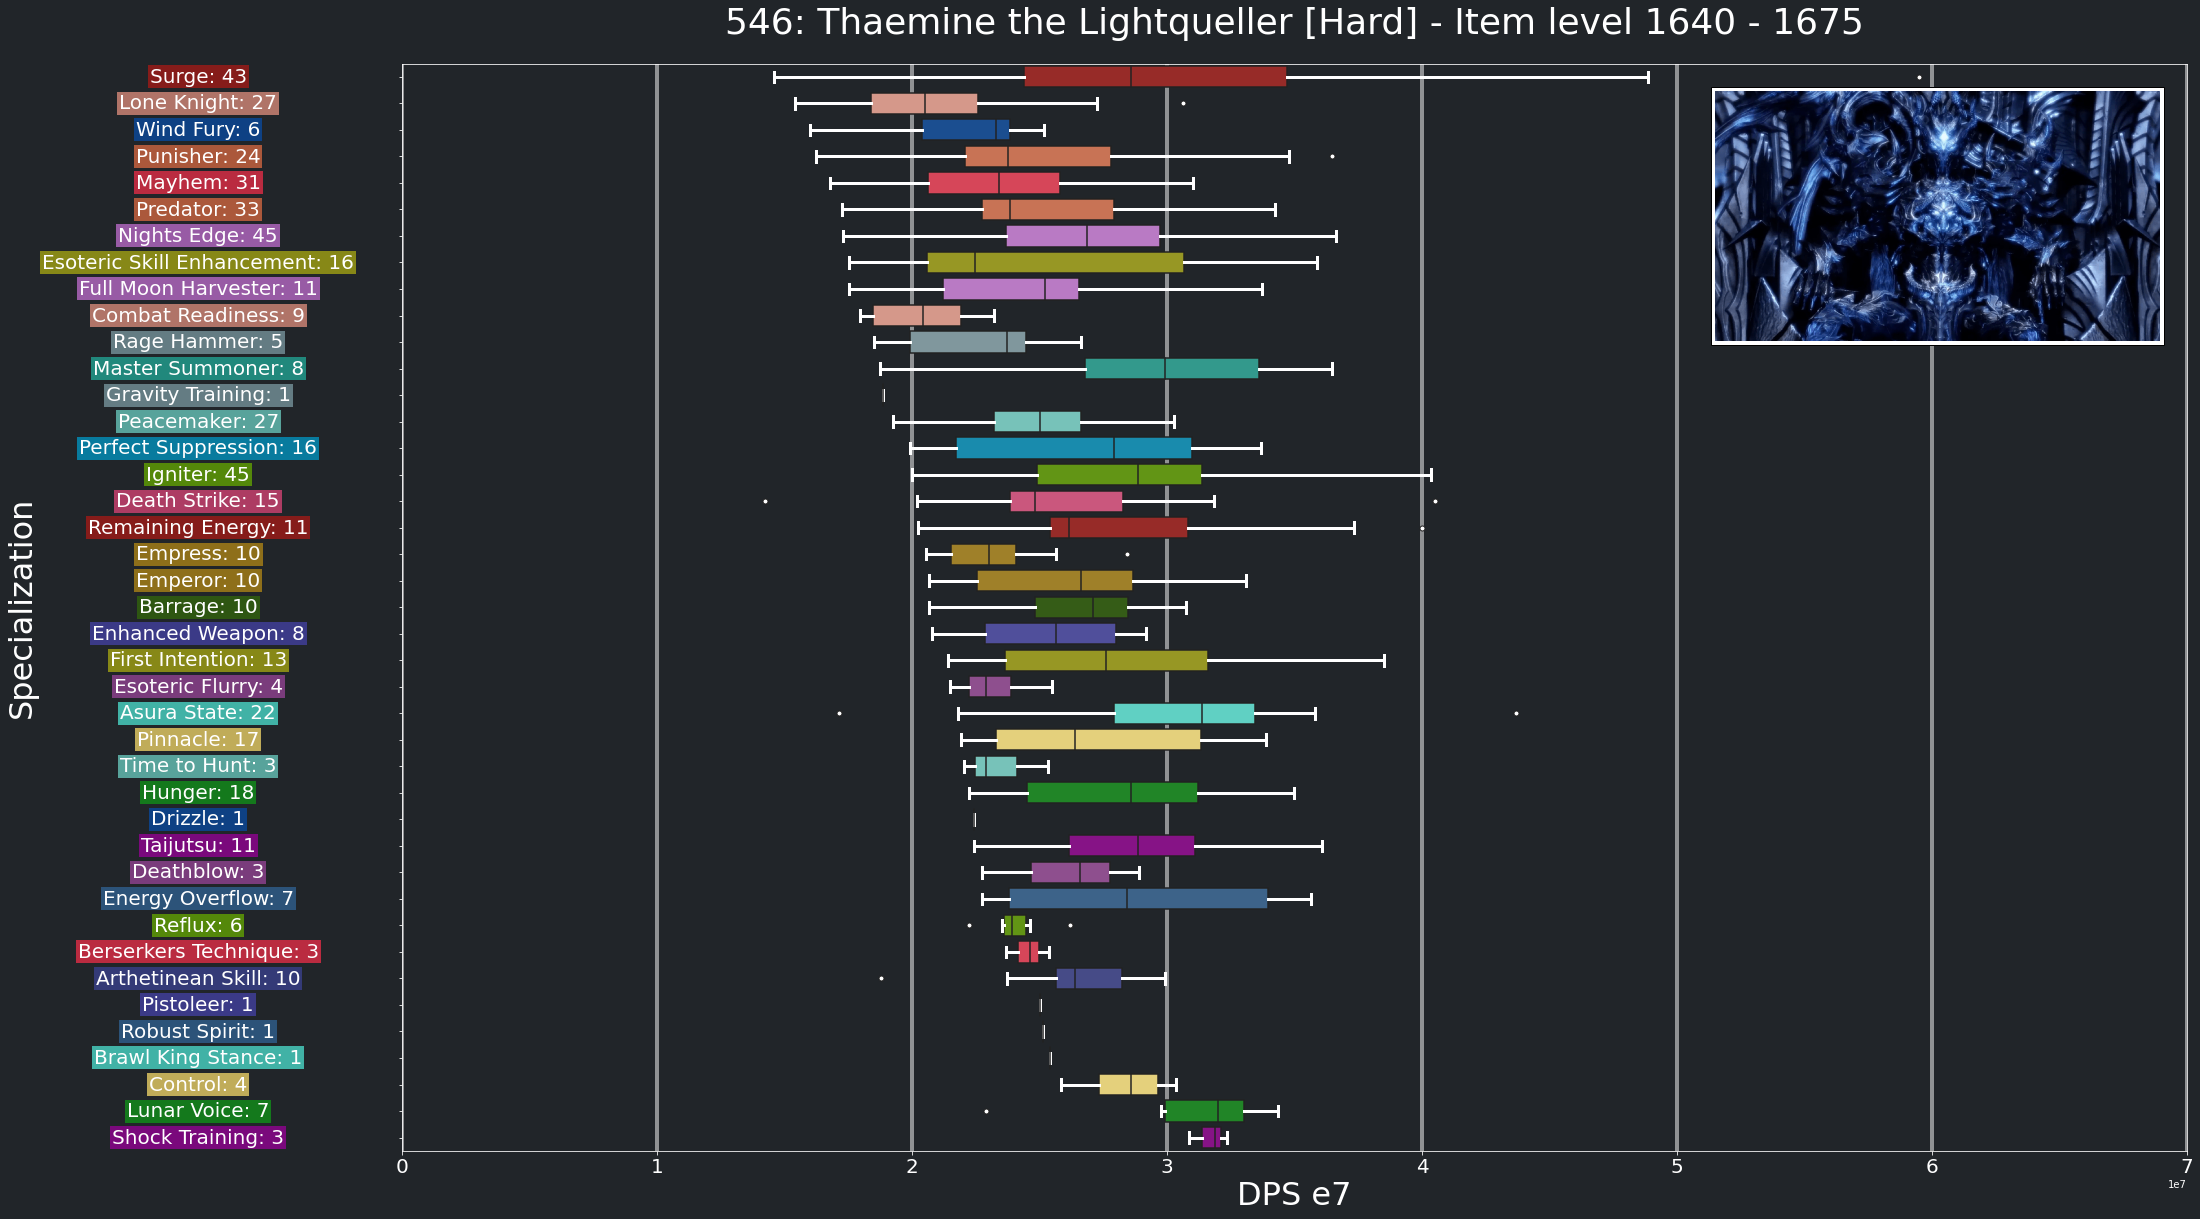 546: Thaemine the Lightqueller [Hard] - Item level 1640 - 1675
Specialization
Surge: 43
Lone Knight: 27
Wind Fury: 6
Punisher: 24
Mayhem: 31
Predator: 33
Nights Edge: 45
Esoteric Skill Enhancement: 16
Full Moon Harvester: 11
Combat Readiness: 9
Rage Hammer: 5
Master Summoner: 8
Gravity Training: 1
Peacemaker: 27
Perfect Suppression: 16
Igniter: 45
Death Strike: 15
Remaining Energy: 11
Empress: 10
Emperor: 10
Barrage: 10
Enhanced Weapon: 8
First Intention: 13
Esoteric Flurry: 4
Asura State: 22
Pinnacle: 17
Time to Hunt: 3
Hunger: 18
Drizzle: 1
Taijutsu: 11
Deathblow: 3
Energy Overflow: 7
Reflux: 6
Berserkers Technique: 3
Arthetinean Skill: 10
Pistoleer: 1
Robust Spirit: 1
Brawl King Stance: 1
Control: 4
Lunar Voice: 7
Shock Training: 3
0 1 2 3 4 5 6 7
1e7
DPS e7